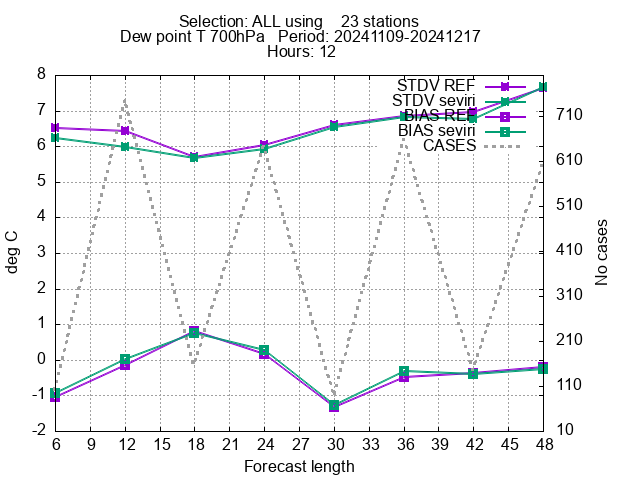 Selection: ALL using    23 stations
Dew point T 700hPa   Period: 20241109-20241217
Hours: 12
STDV REF
STDV seviri
BIAS REF
BIAS seviri
CASES
deg C
8
7
6
5
4
3
2
1
0
-1
-2
710
610
510
410
310
210
110
10
No cases
6 9 12 15 18 21 24 27 30 33 36 39 42 45 48
Forecast length